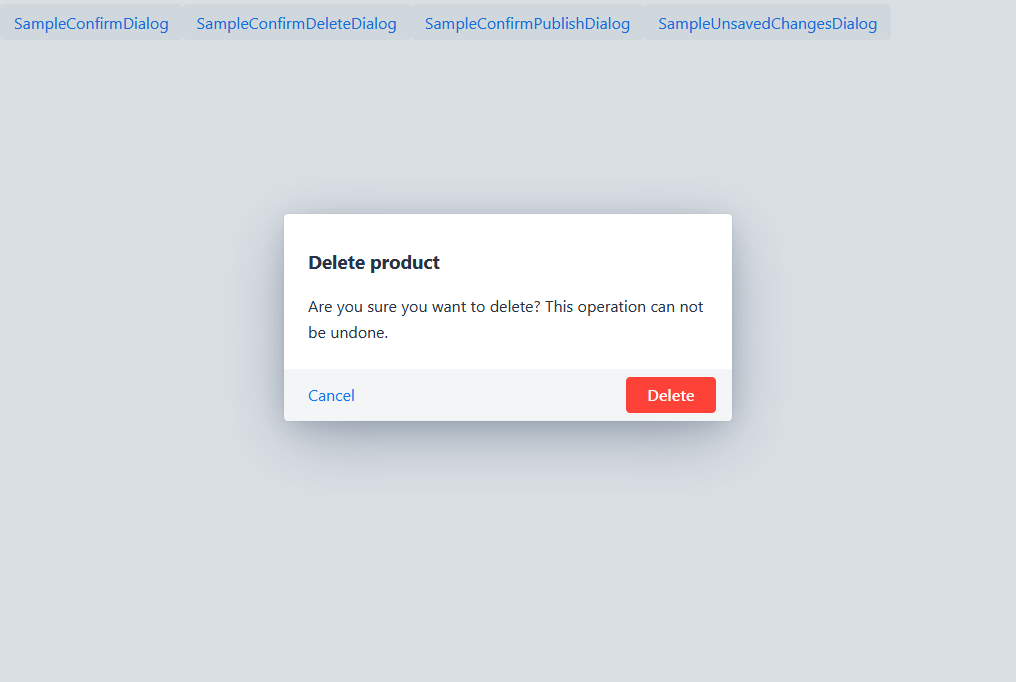 SampleConfirmDialog SampleConfirmDeleteDialog SampleConfirmPublishDialog SampleUnsavedChangesDialog
Delete product
Are you sure you want to delete? This operation can not
be undone.
Cancel Delete